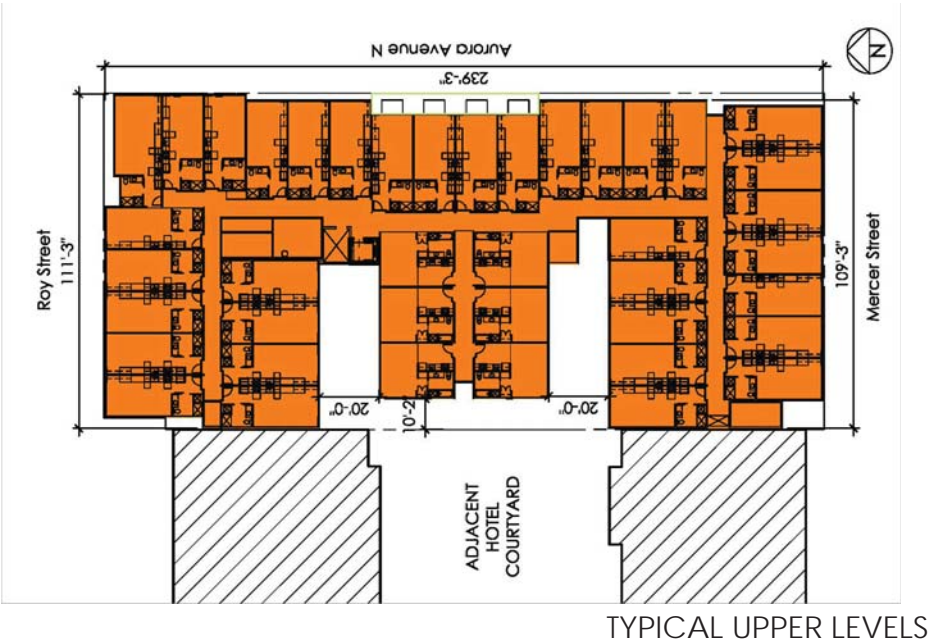 Aurora Avenue N
N
239'-3"
Roy Street
111'-3"
109'-3"
Mercer Street
20'-0"
10'-2"
20'-0"
ADJACENT
HOTEL
COURTYARD
TYPICAL UPPER LEVELS